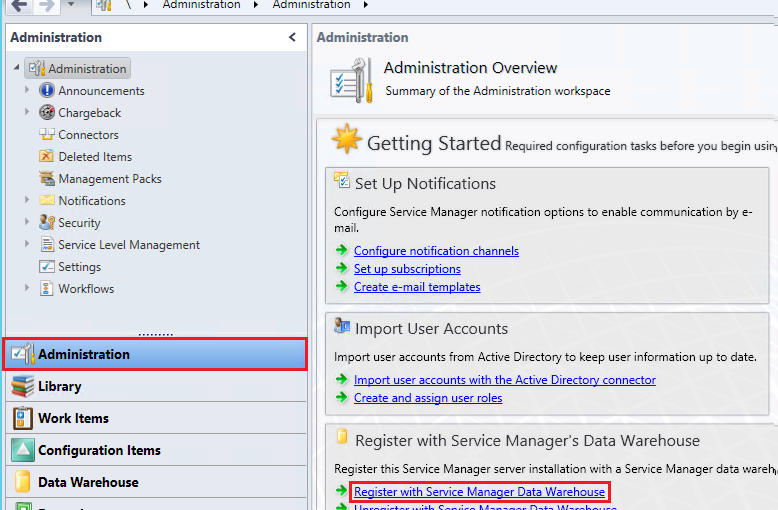 \ Administration Administration
Administration
Administration
Announcements
Chargeback
Connectors
Deleted Items
Management Packs
Notifications
Security
Service Level Management
Settings
Workflows
Administration
Library
Work Items
Configuration Items
Data Warehouse
Administration
Administration Overview
Summary of the Administration workspace
Getting Started Required configuration tasks before you begin usin
Set Up Notifications
Configure Service Manager notification options to enable communication by e-
mail.
Configure notification channels
Set up subscriptions
Create e-mail templates
Import User Accounts
Import user accounts from Active Directory to keep user information up to date.
Import user accounts with the Active Directory connector
Create and assign user roles
Register with Service Manager's Data Warehouse
Register this Service Manager server installation with a Service Manager data wareh
Register with Service Manager Data Warehouse
Unregister with Service Manager Data Warehouse